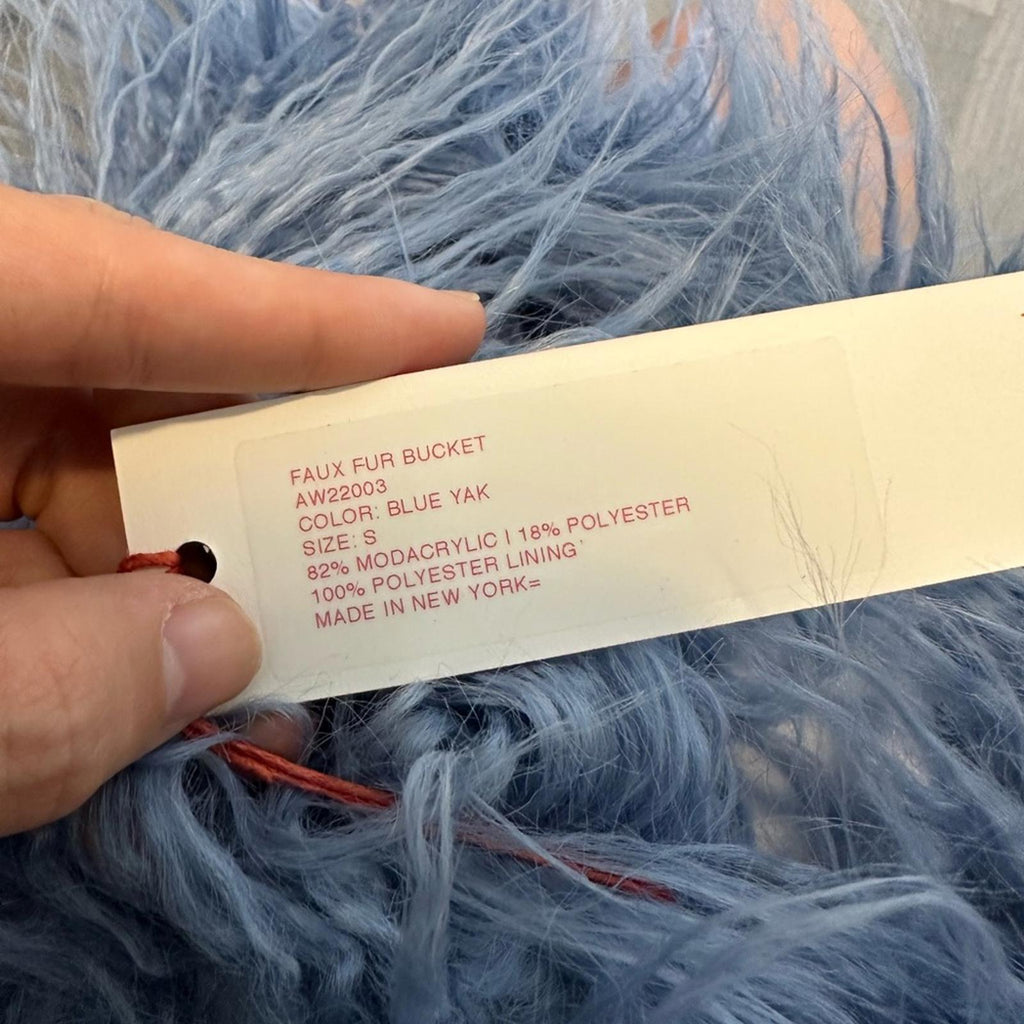 FAUX FUR BUCKET
AW22003
COLOR: BLUE YAK
SIZE: S
82% MODACRYLIC | 18% POLYESTER
100% POLYESTER LINING
MADE IN NEW YORK=